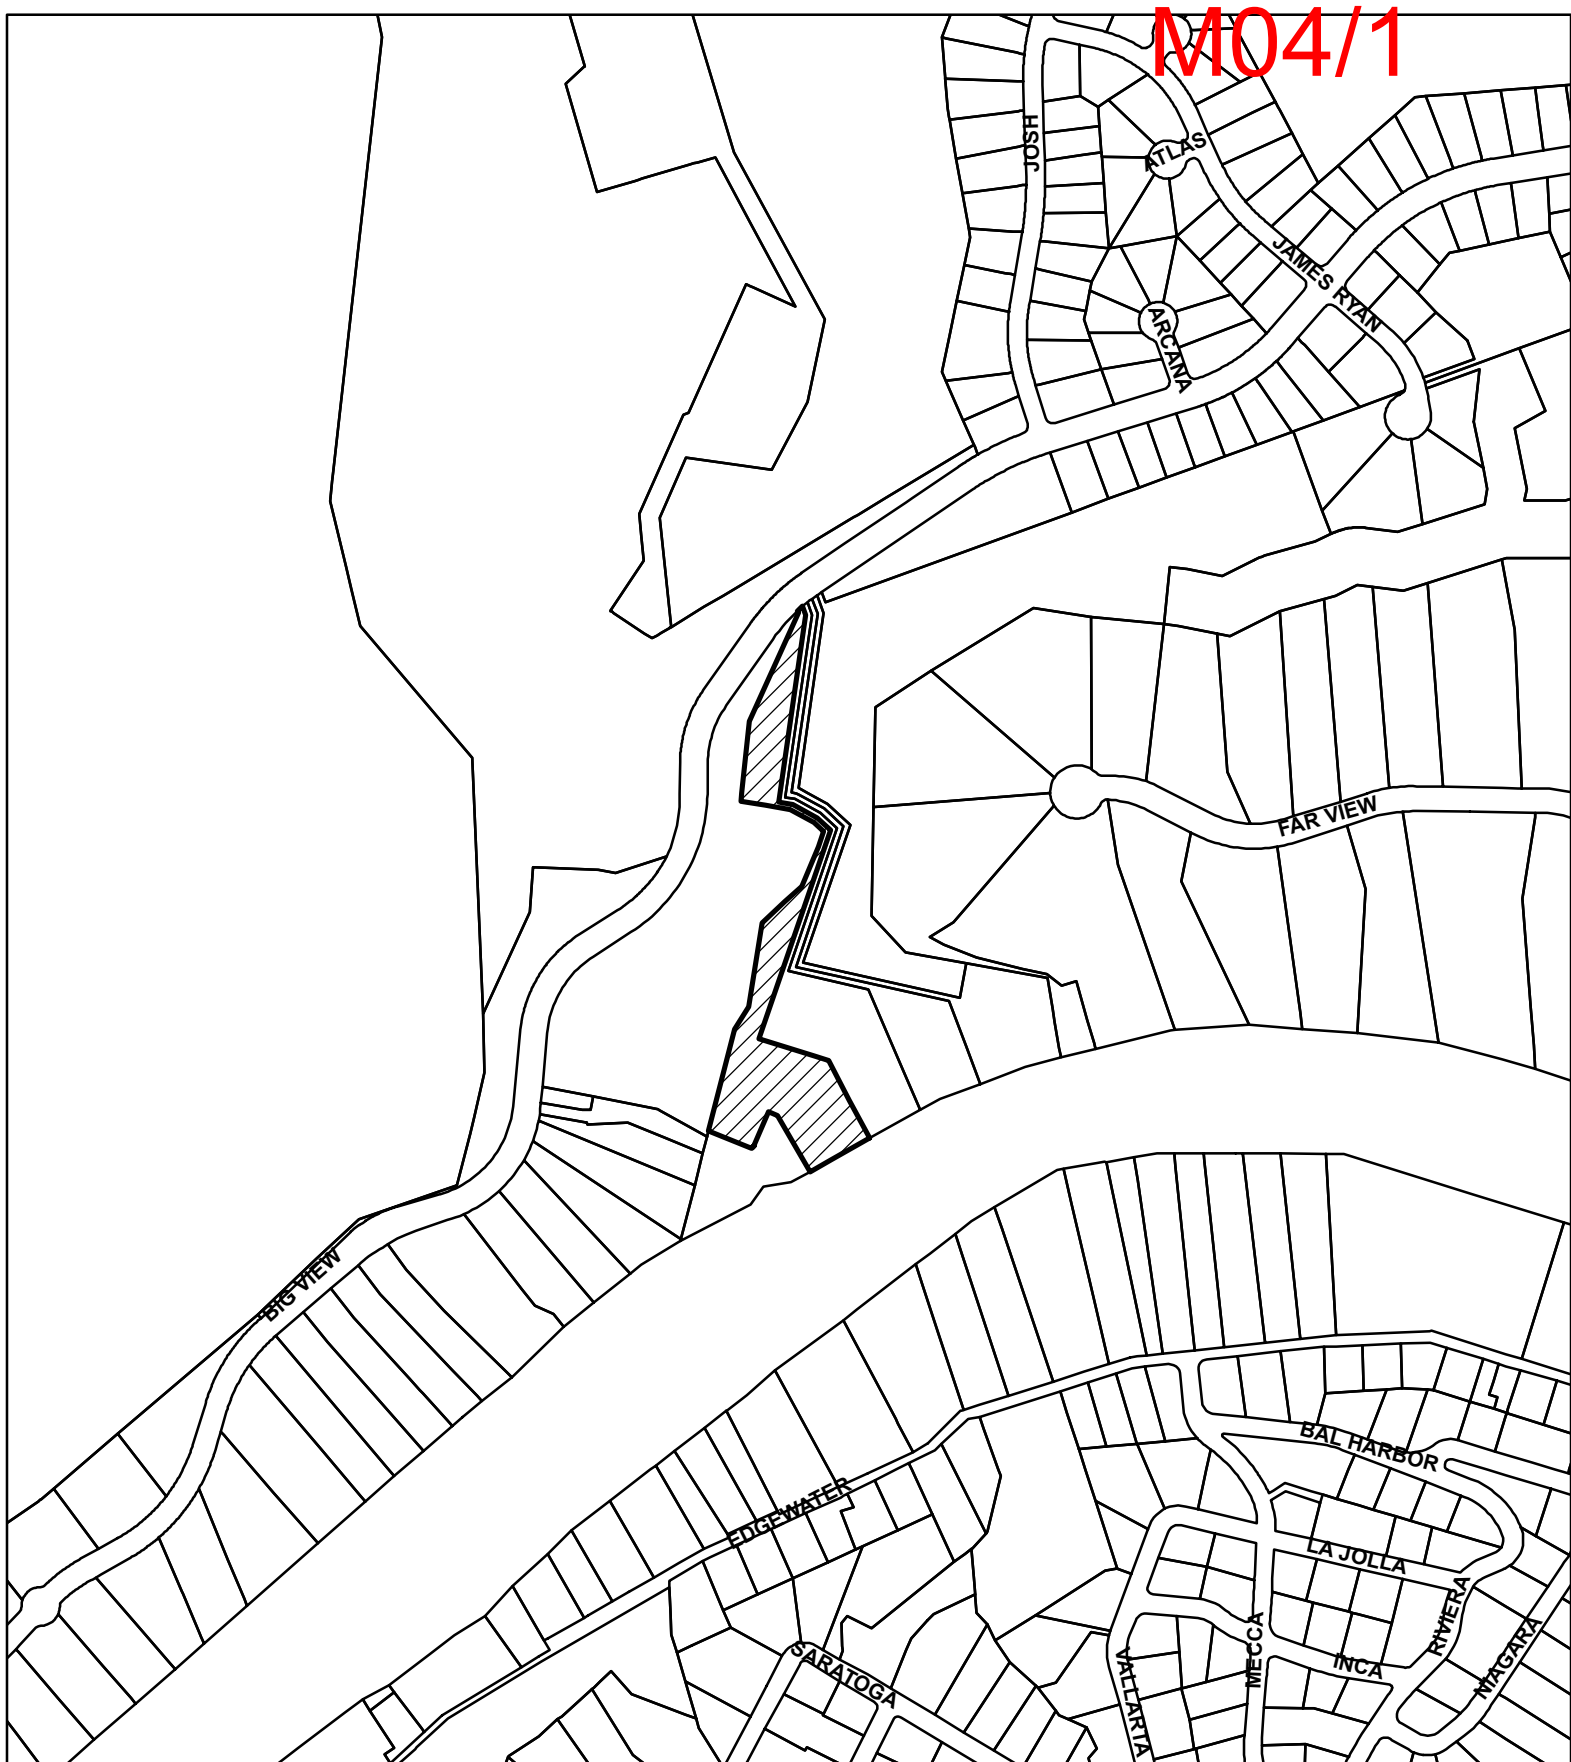 M04/1
JOSH
ATLAS
JAMES RYAN
ARCANA
FAR VIEW
BIG VIEW
BAL HARBOR
EDGEWATER
LA JOLLA
RIVIERA
NIAGARA
MECCA
INCA
VALLARTA
SARATOGA